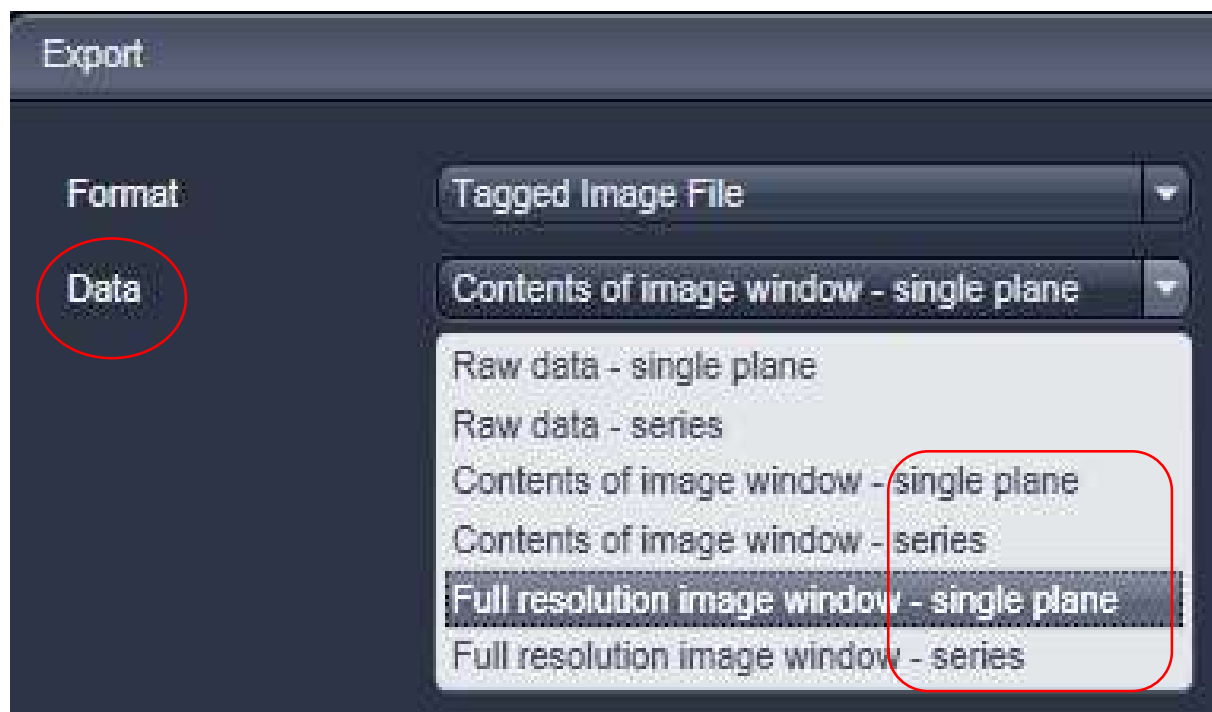 Export
Format Tagged Image File
Data Contents of image window - single plane
Raw data - single plane
Raw data - series
Contents of image window - single plane
Contents of image window - series
Full resolution image window - single plane
Full resolution image window - series